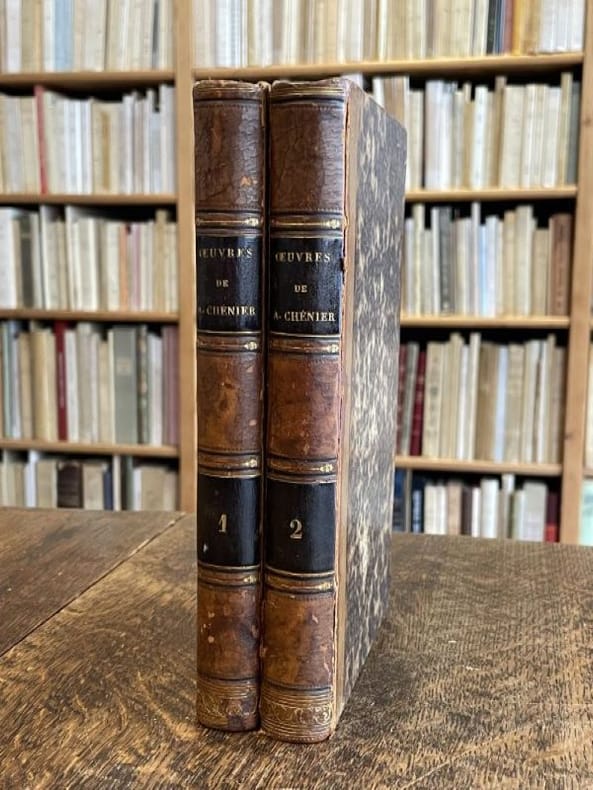 ŒUVRES
DE
A. CHÉNIER
1
ŒUVRES
DE
A. CHÉNIER
2